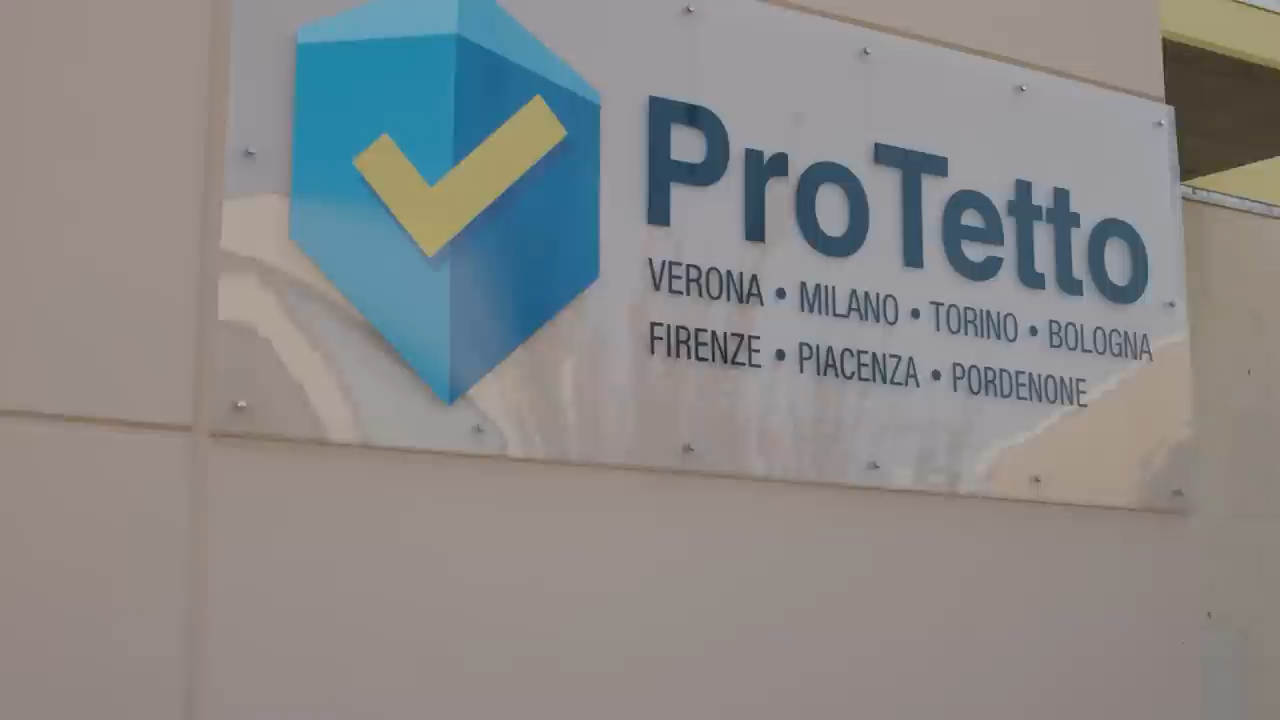 ProTetto
VERONA • MILANO • TORINO • BOLOGNA
FIRENZE • PIACENZA • PORDENONE